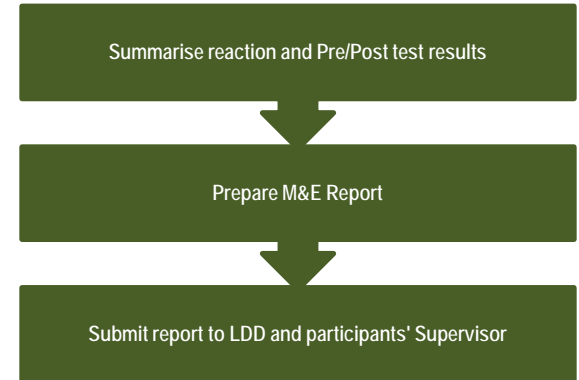 Summarise reaction and Pre/Post test results
Prepare M&E Report
Submit report to LDD and participants' Supervisor